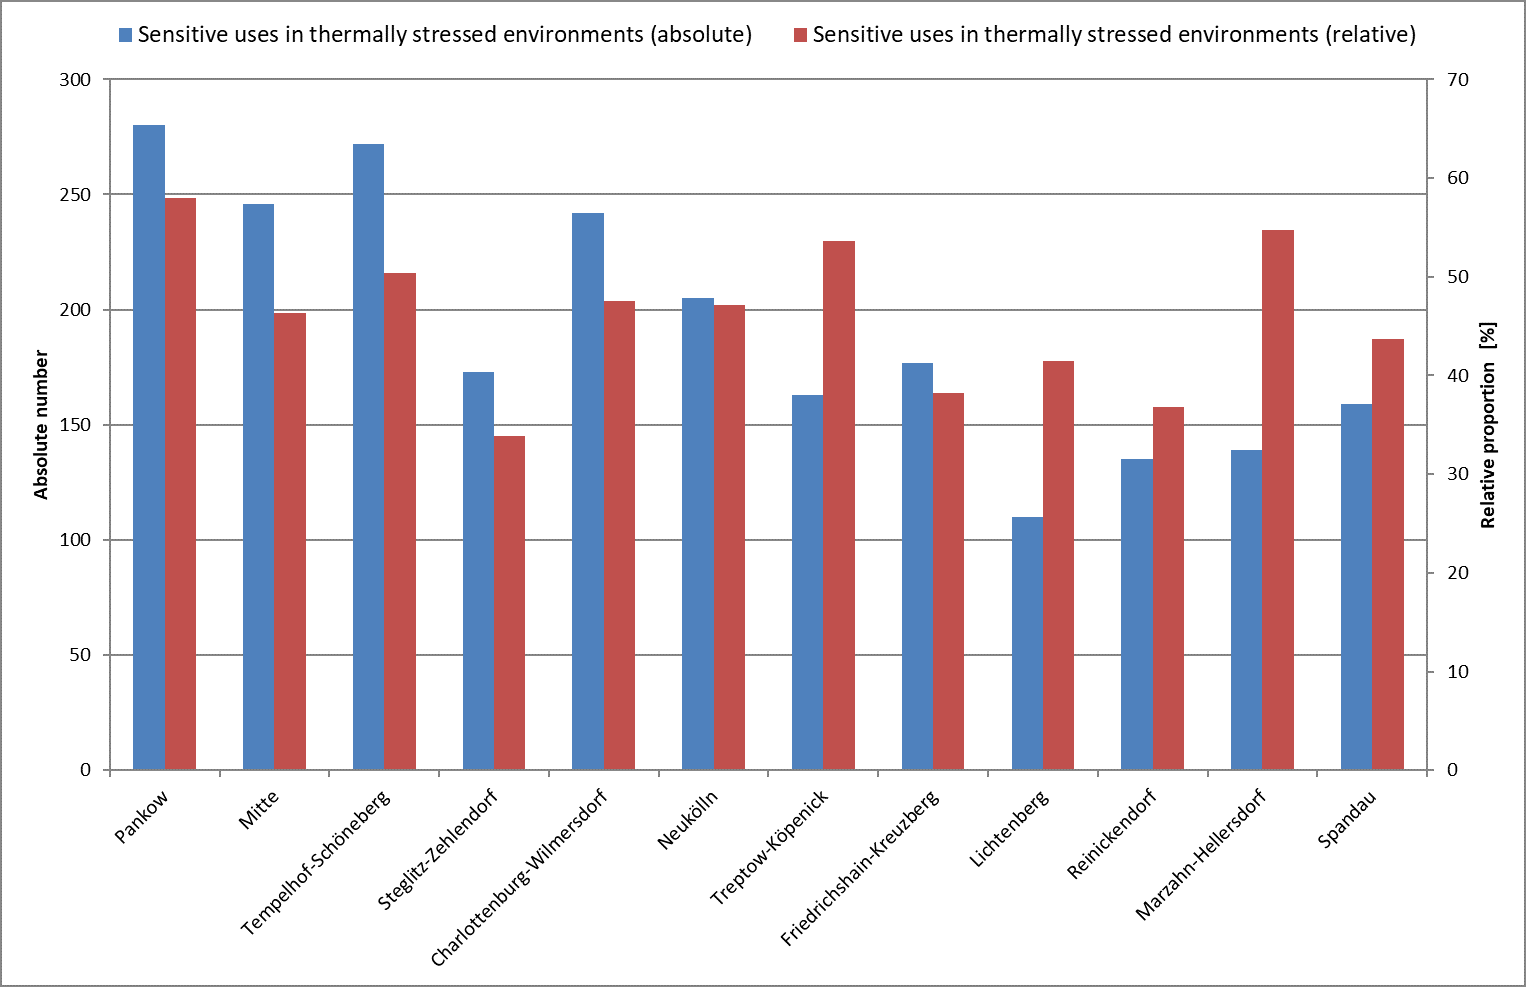 Sensitive uses in thermally stressed environments (absolute)
Sensitive uses in thermally stressed environments (relative)
300
250
200
150
100
50
0
Absolute number
70
60
50
40
30
20
10
0
Relative proportion [%]
Pankow
Mitte
Tempelhof-Schöneberg
Steglitz-Zehlendorf
Charlottenburg-Wilmersdorf
Neukölln
Treptow-Köpenick
Friedrichshain-Kreuzberg
Lichtenberg
Reinickendorf
Marzahn-Hellersdorf
Spandau